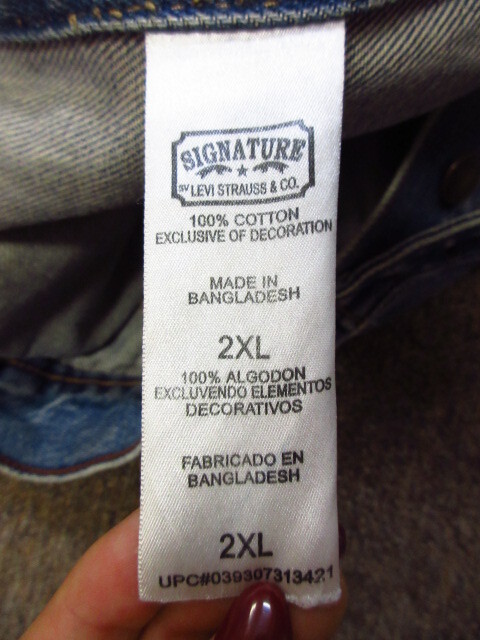 SIGNATURE
BY LEVI STRAUSS & CO.
100% COTTON
EXCLUSIVE OF DECORATION
MADE IN
BANGLADESH
2XL
100% ALGODON
EXCLUYENDO ELEMENTOS
DECORATIVOS
FABRICADO EN
BANGLADESH
2XL
UPC#039307313421